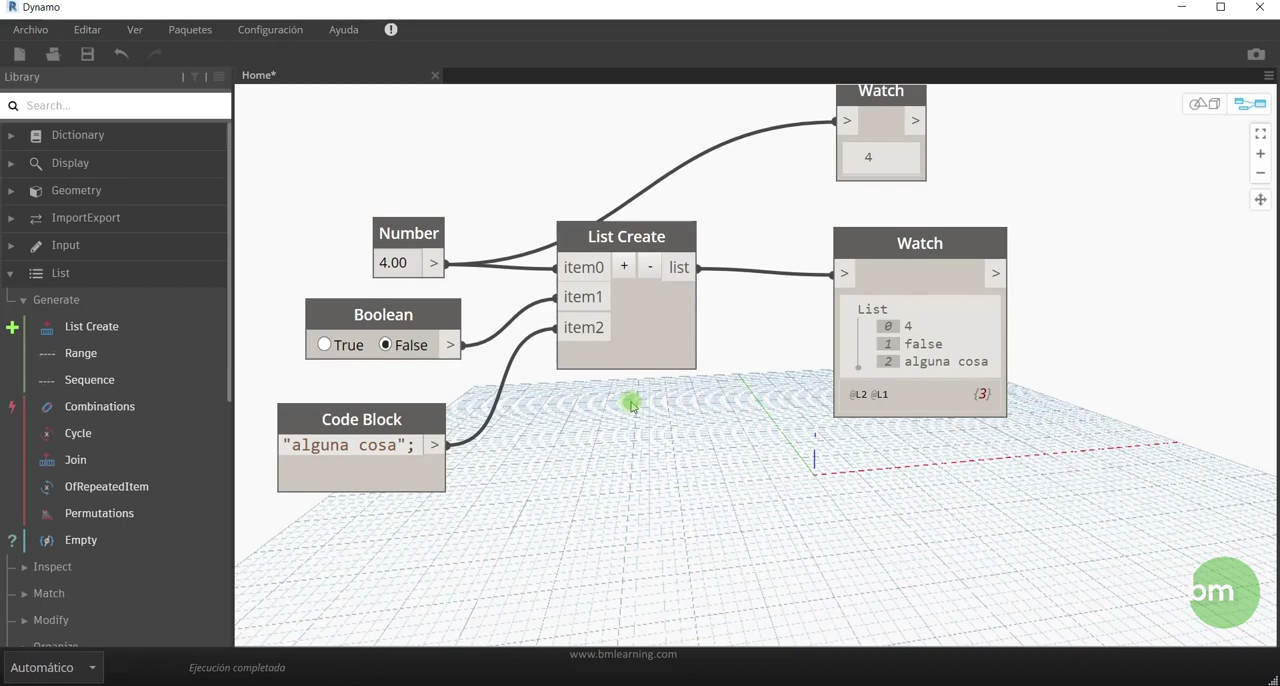 Dynamo
Archivo Editar Ver Paquetes Configuración Ayuda
Library
Home*
Search...
Dictionary
Display
Geometry
ImportExport
Input
List
Generate
List Create
Range
Sequence
Combinations
Cycle
Join
OfRepeatedItem
Permutations
Empty
Inspect
Match
Modify
Organize
Watch
> >
4
Number
4.00 >
Boolean
True False >
Code Block
"alguna cosa"; >
List Create
item0 + - list
item1
item2
Watch
> >
List
0 4
1 false
2 alguna cosa
@L2 @L1 {3}
bm
www.bmlearning.com
Automático Ejecución completada